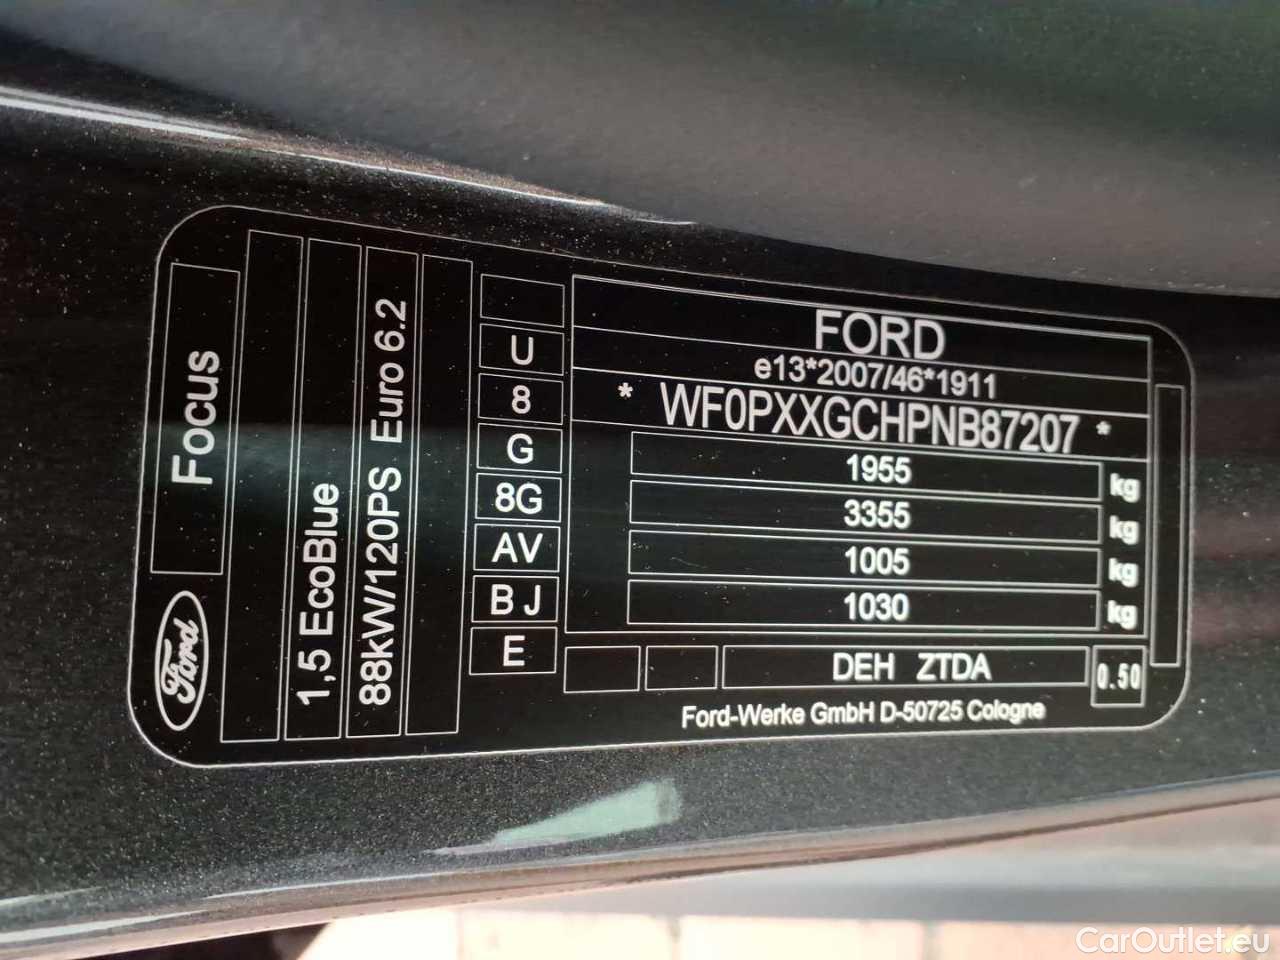 FORD
e13*2007/46*1911
* WF0PXXGCHPNB87207 *
1955 kg
3355 kg
1005 kg
1030 kg
DEH ZTDA
0.50
Ford-Werke GmbH D-50725 Cologne
U
8
G
8G
AV
B J
E
Ford
Focus
1,5 EcoBlue
88kW/120PS Euro 6.2
CarOutlet.eu